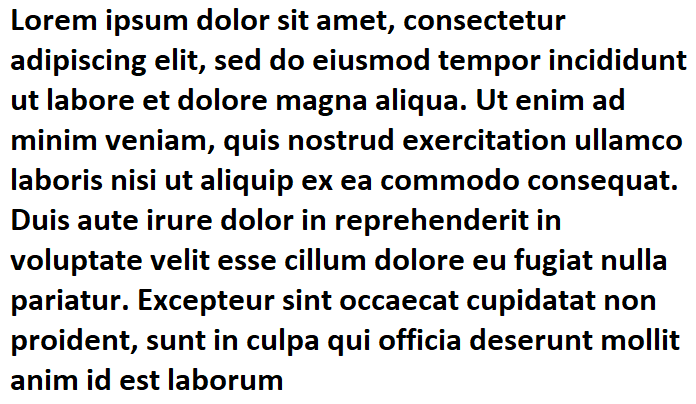 Lorem ipsum dolor sit amet, consectetur
adipiscing elit, sed do eiusmod tempor incididunt
ut labore et dolore magna aliqua. Ut enim ad
minim veniam, quis nostrud exercitation ullamco
laboris nisi ut aliquip ex ea commodo consequat.
Duis aute irure dolor in reprehenderit in
voluptate velit esse cillum dolore eu fugiat nulla
pariatur. Excepteur sint occaecat cupidatat non
proident, sunt in culpa qui officia deserunt mollit
anim id est laborum